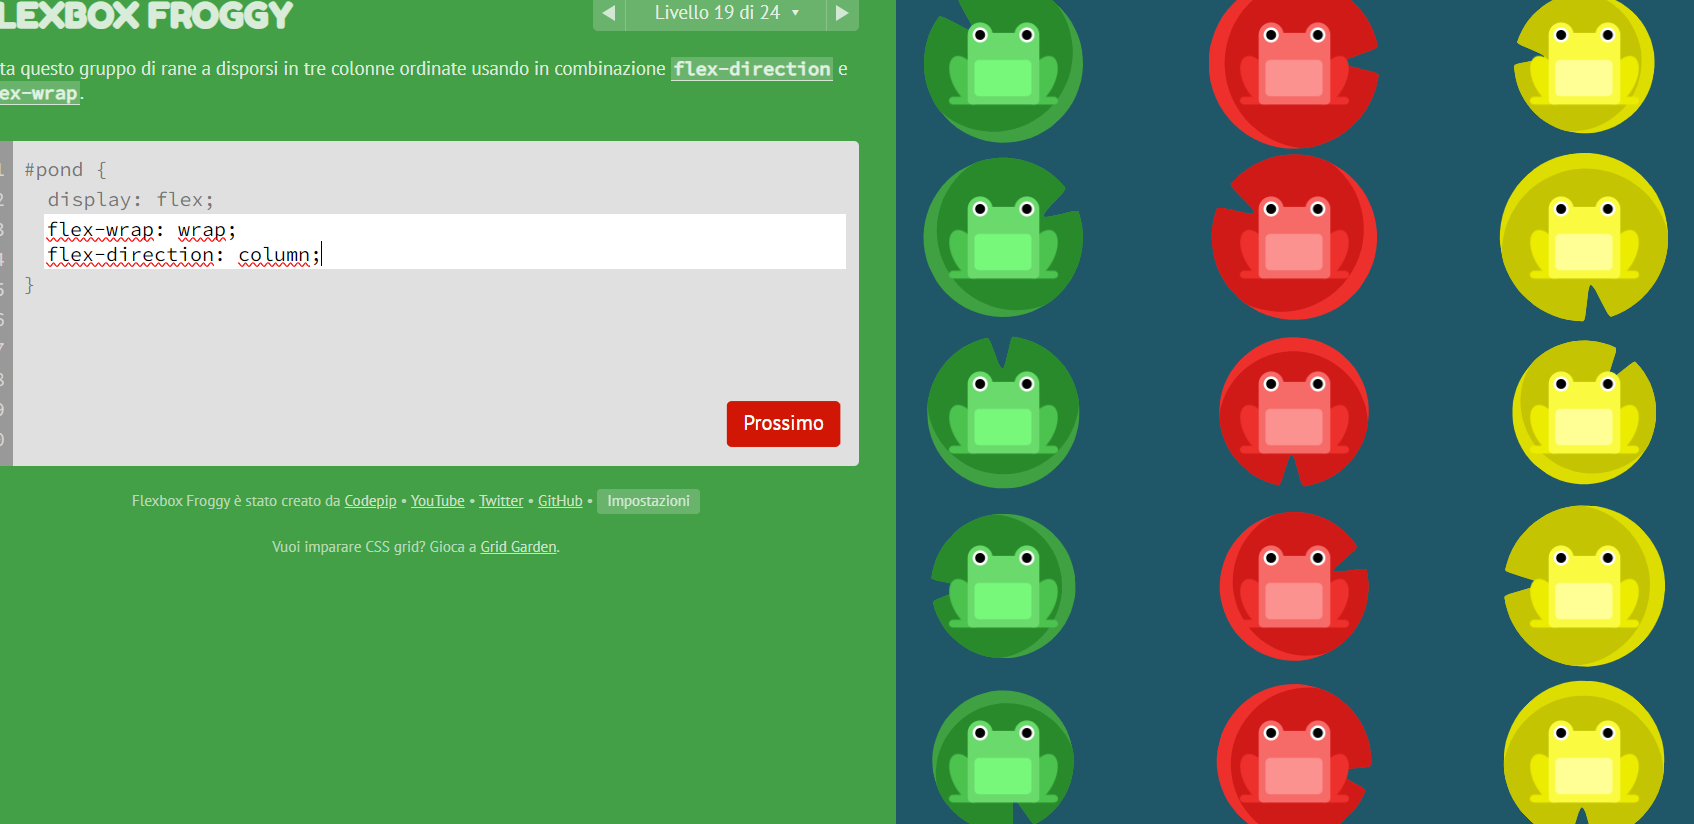 LEXBOX FROGGY
Livello 19 di 24
ta questo gruppo di rane a disporsi in tre colonne ordinate usando in combinazione flex-direction e
ex-wrap.
1 #pond {
2 display: flex;
3 flex-wrap: wrap;
4 flex-direction: column;
5 }
6
7
8
9
0
Prossimo
Flexbox Froggy è stato creato da Codepip • YouTube • Twitter • GitHub • Impostazioni
Vuoi imparare CSS grid? Gioca a Grid Garden.